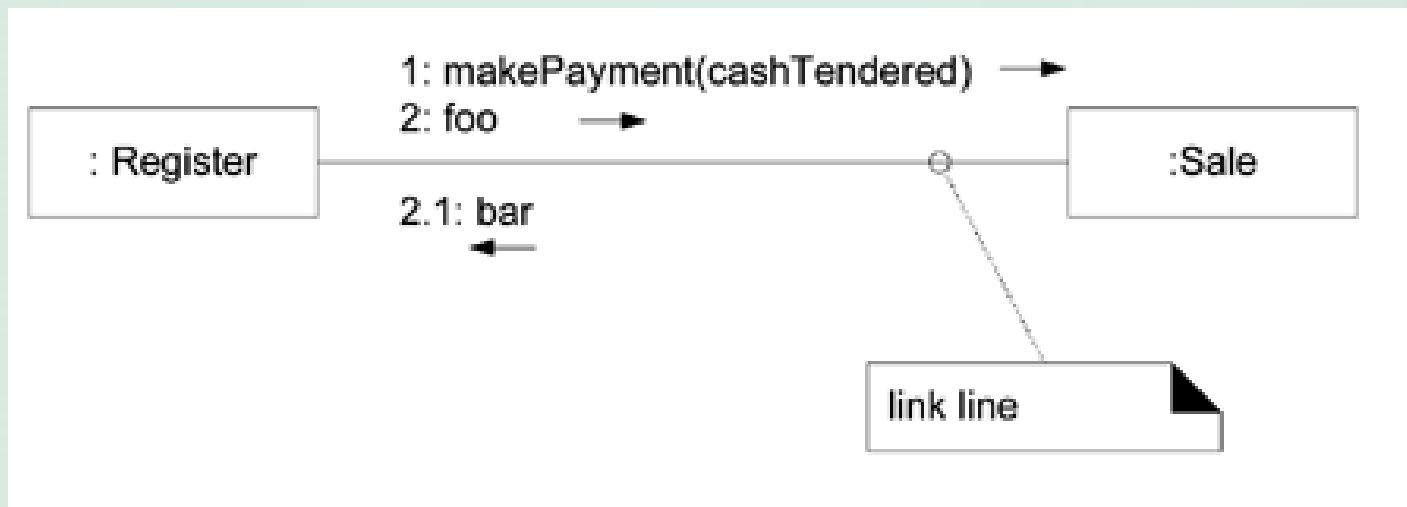 1: makePayment(cashTendered)
2: foo
: Register
:Sale
2.1: bar
link line